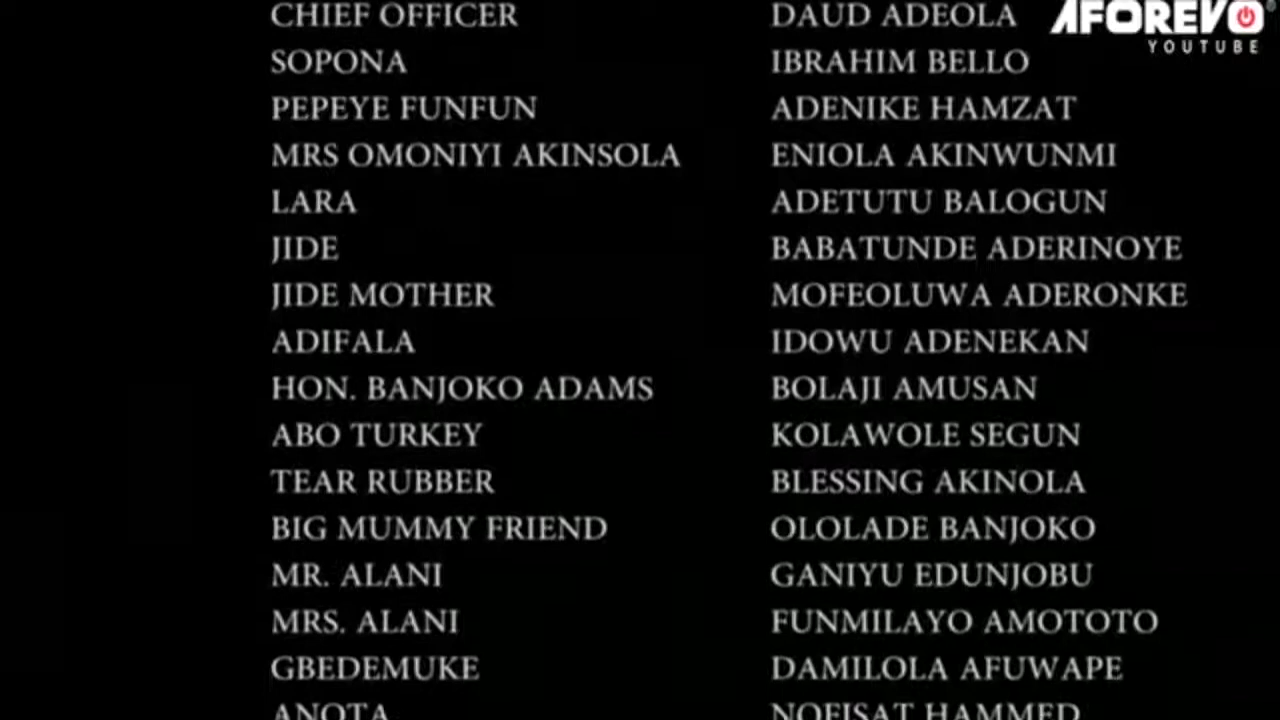 CHIEF OFFICER DAUD ADEOLA
AFOREVO
YOUTUBE
SOPONA IBRAHIM BELLO
PEPEYE FUNFUN ADENIKE HAMZAT
MRS OMONIYI AKINSOLA ENIOLA AKINWUNMI
LARA ADETUTU BALOGUN
JIDE BABATUNDE ADERINOYE
JIDE MOTHER MOFEOLUWA ADERONKE
ADIFALA IDOWU ADENEKAN
HON. BANJOKO ADAMS BOLAJI AMUSAN
ABO TURKEY KOLAWOLE SEGUN
TEAR RUBBER BLESSING AKINOLA
BIG MUMMY FRIEND OLOLADE BANJOKO
MR. ALANI GANIYU EDUNJOBU
MRS. ALANI FUNMILAYO AMOTOTO
GBEDEMUKE DAMILOLA AFUWAPE
ANOTA NOFISAT HAMMED